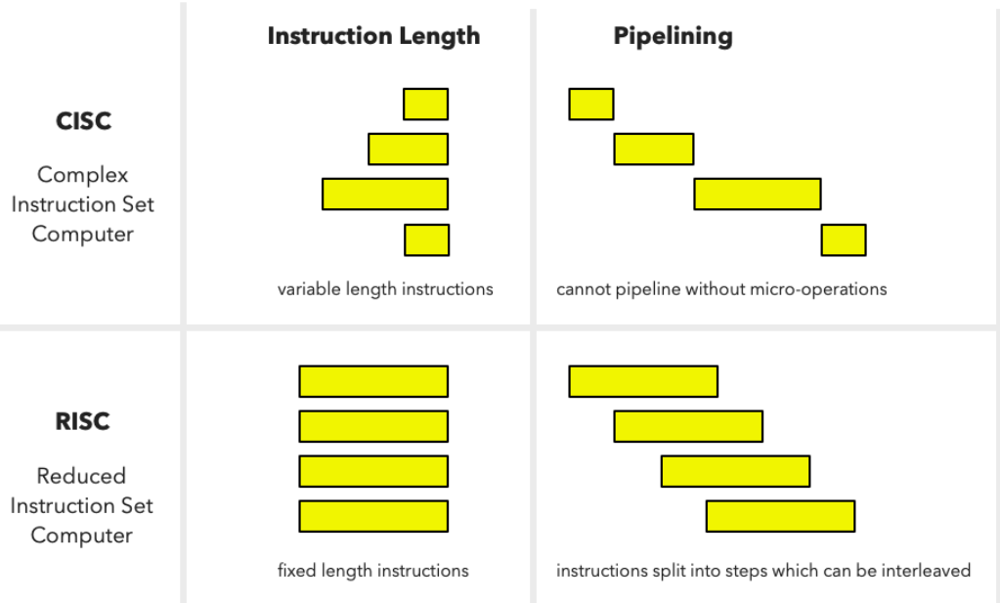 Instruction Length
Pipelining
CISC
Complex
Instruction Set
Computer
variable length instructions
cannot pipeline without micro-operations
RISC
Reduced
Instruction Set
Computer
fixed length instructions
instructions split into steps which can be interleaved